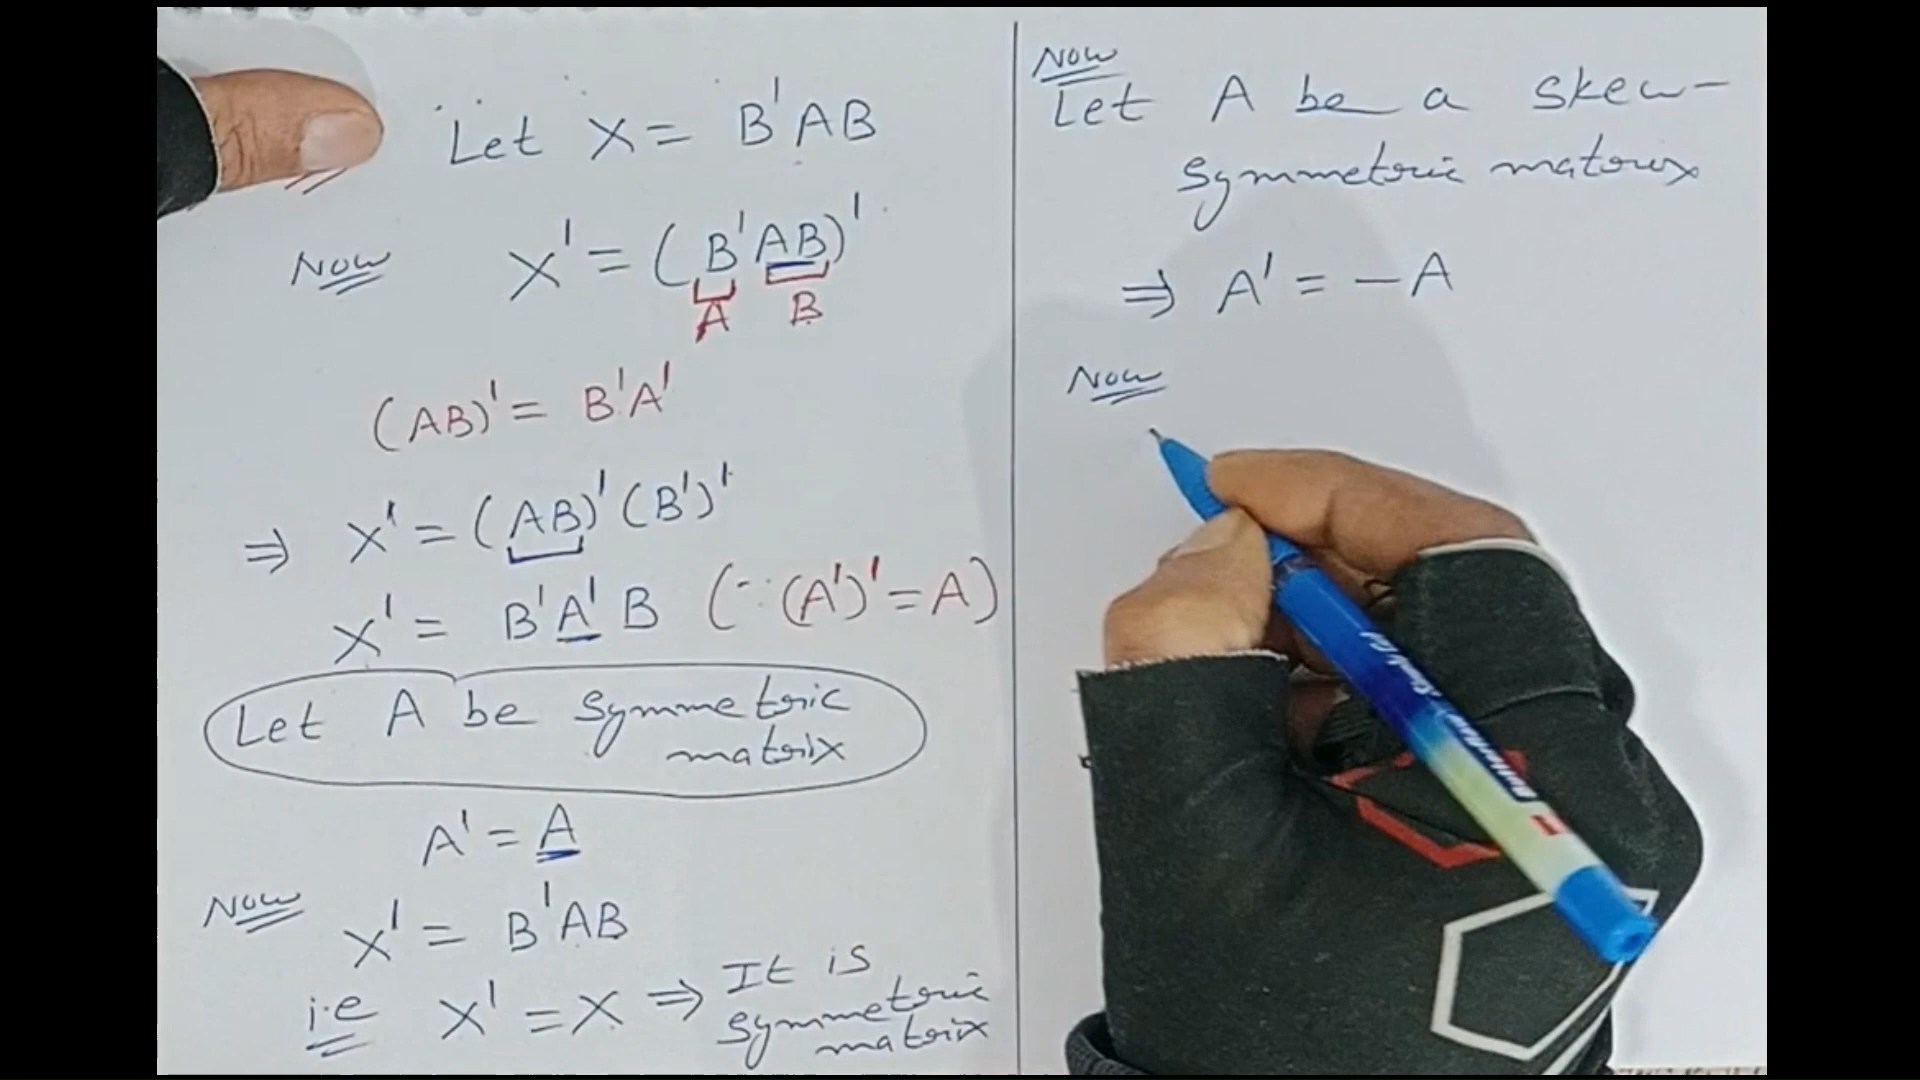 Let X = B'AB
Now X' = (B'AB)'
A B
(AB)' = B'A'
⇒ X' = (AB)'(B')'
X' = B'A'B (∵ (A')' = A)
Let A be symmetric
matrix
A' = A
Now X' = B'AB
i.e X' = X ⇒ It is
symmetric
matrix
Now
Let A be a skew-
symmetric matrix
⇒ A' = -A
Now